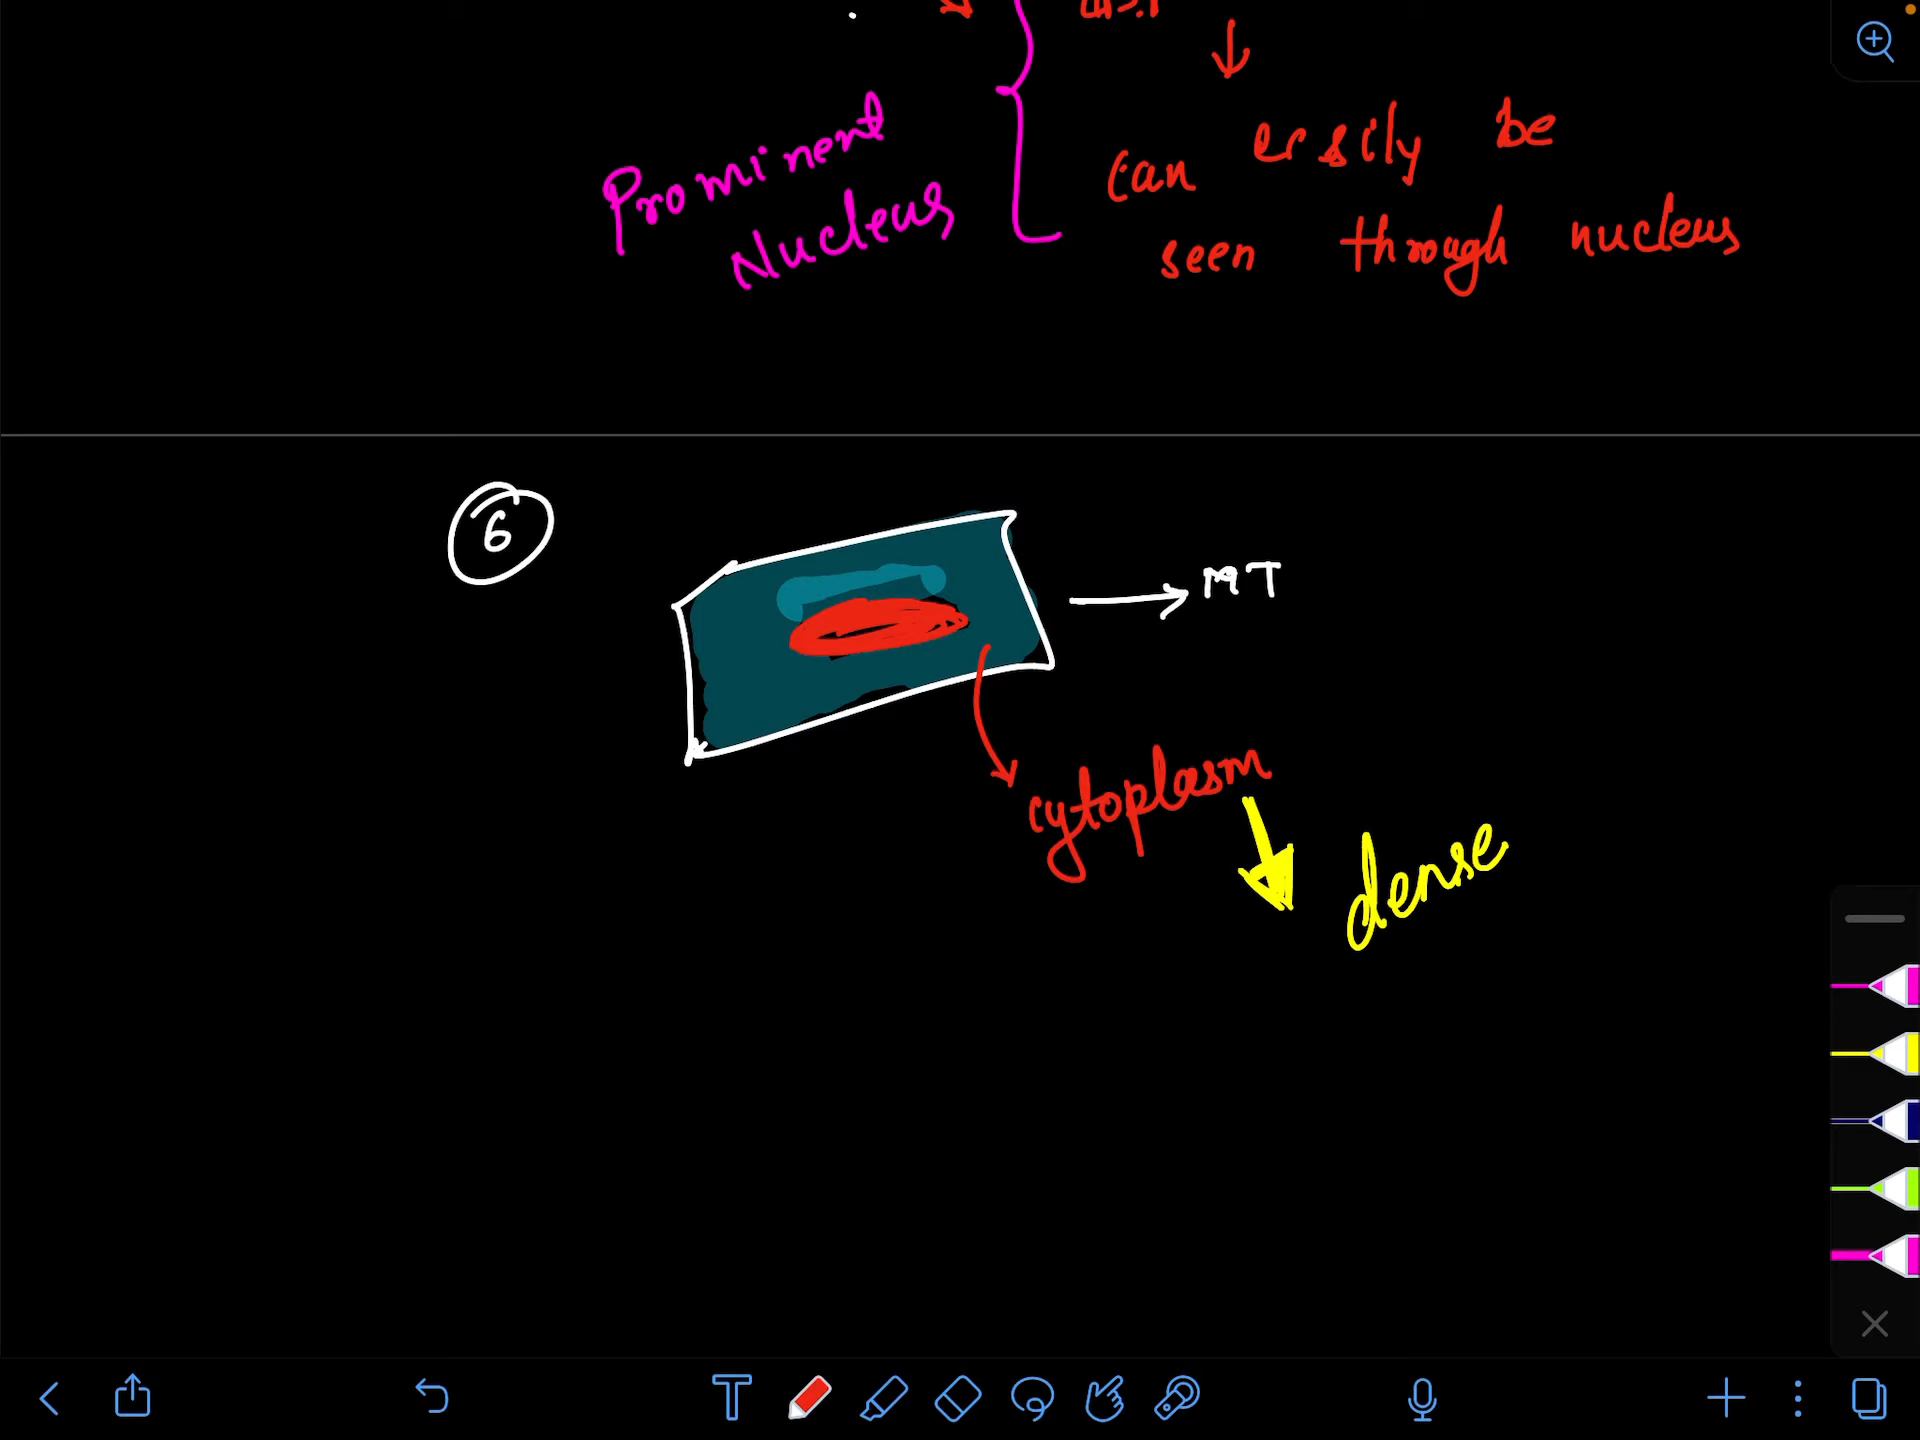 can easily be
seen through nucleus
Prominent
Nucleus
6
MT
cytoplasm
dense